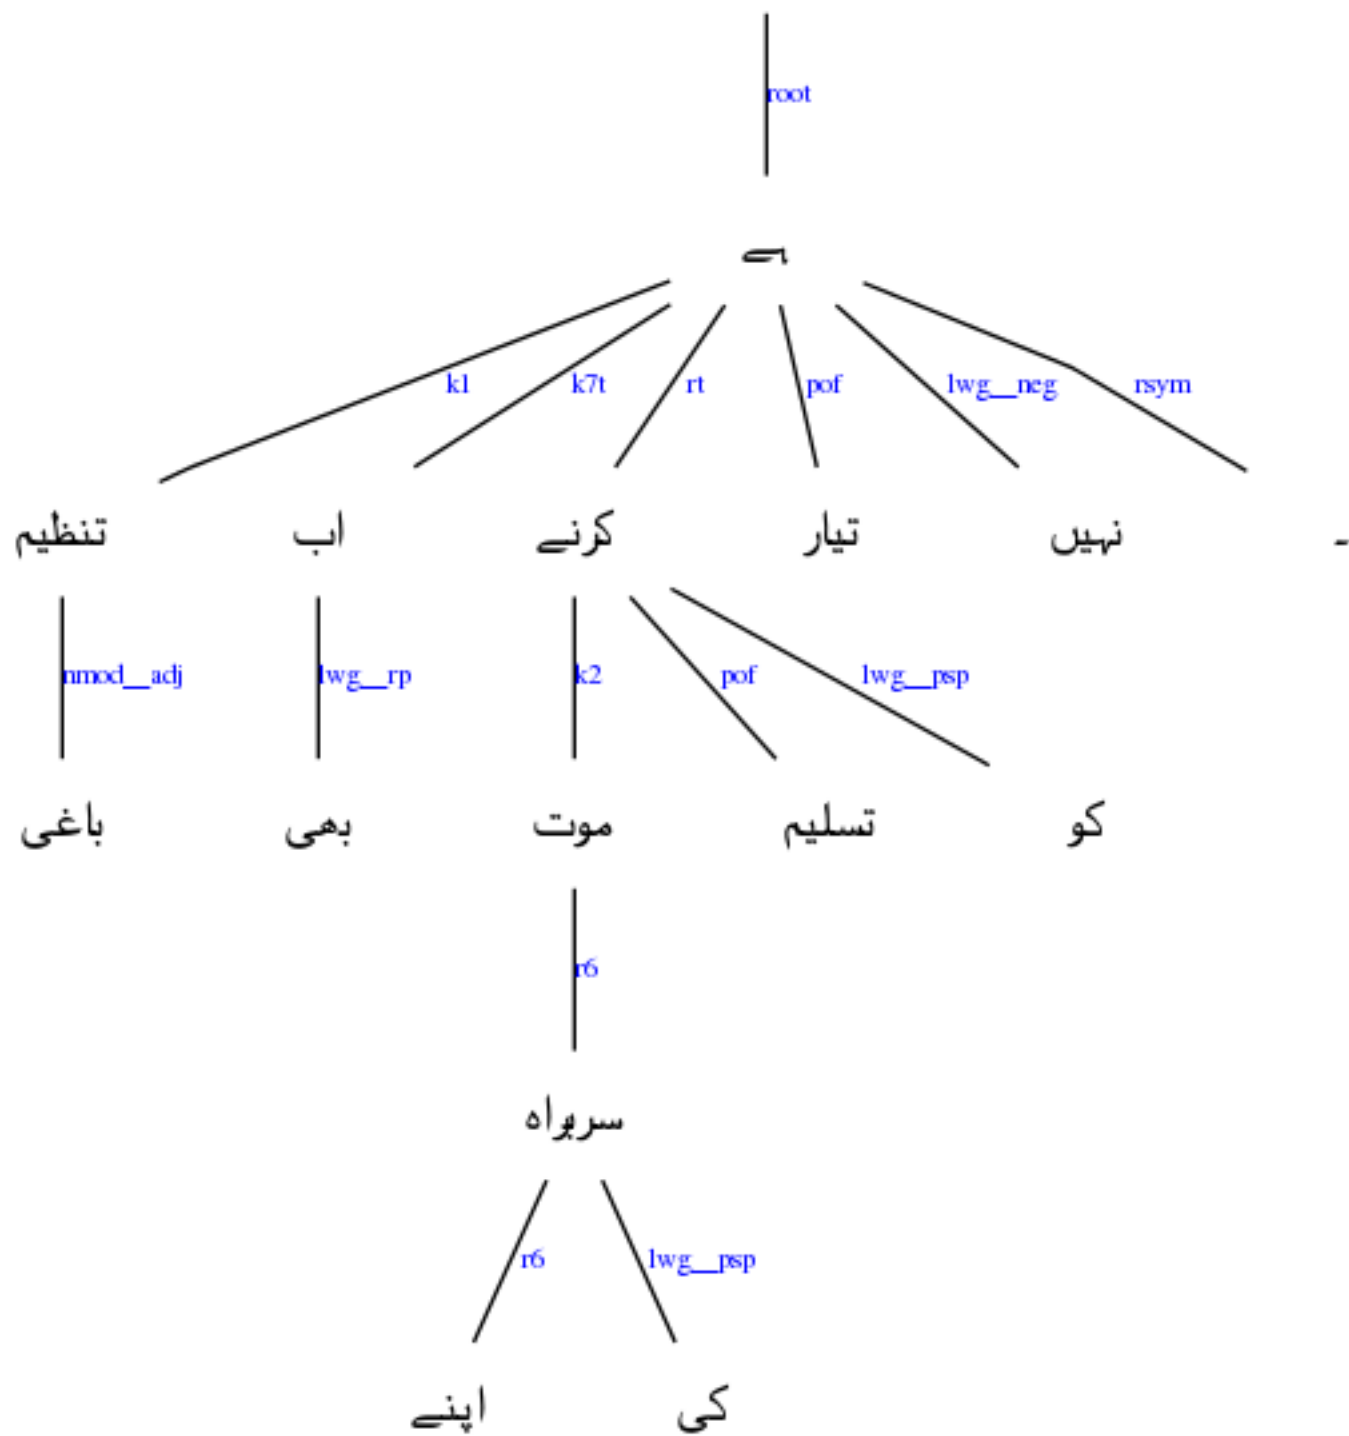 root
ہے
k1 k7t rt pof lwg__neg rsym
تنظیم اب کرنے تیار نہیں ۔
nmod__adj lwg__rp k2 pof lwg__psp
باغی بھی موت تسلیم کو
r6
سربراہ
r6 lwg__psp
اپنے کی